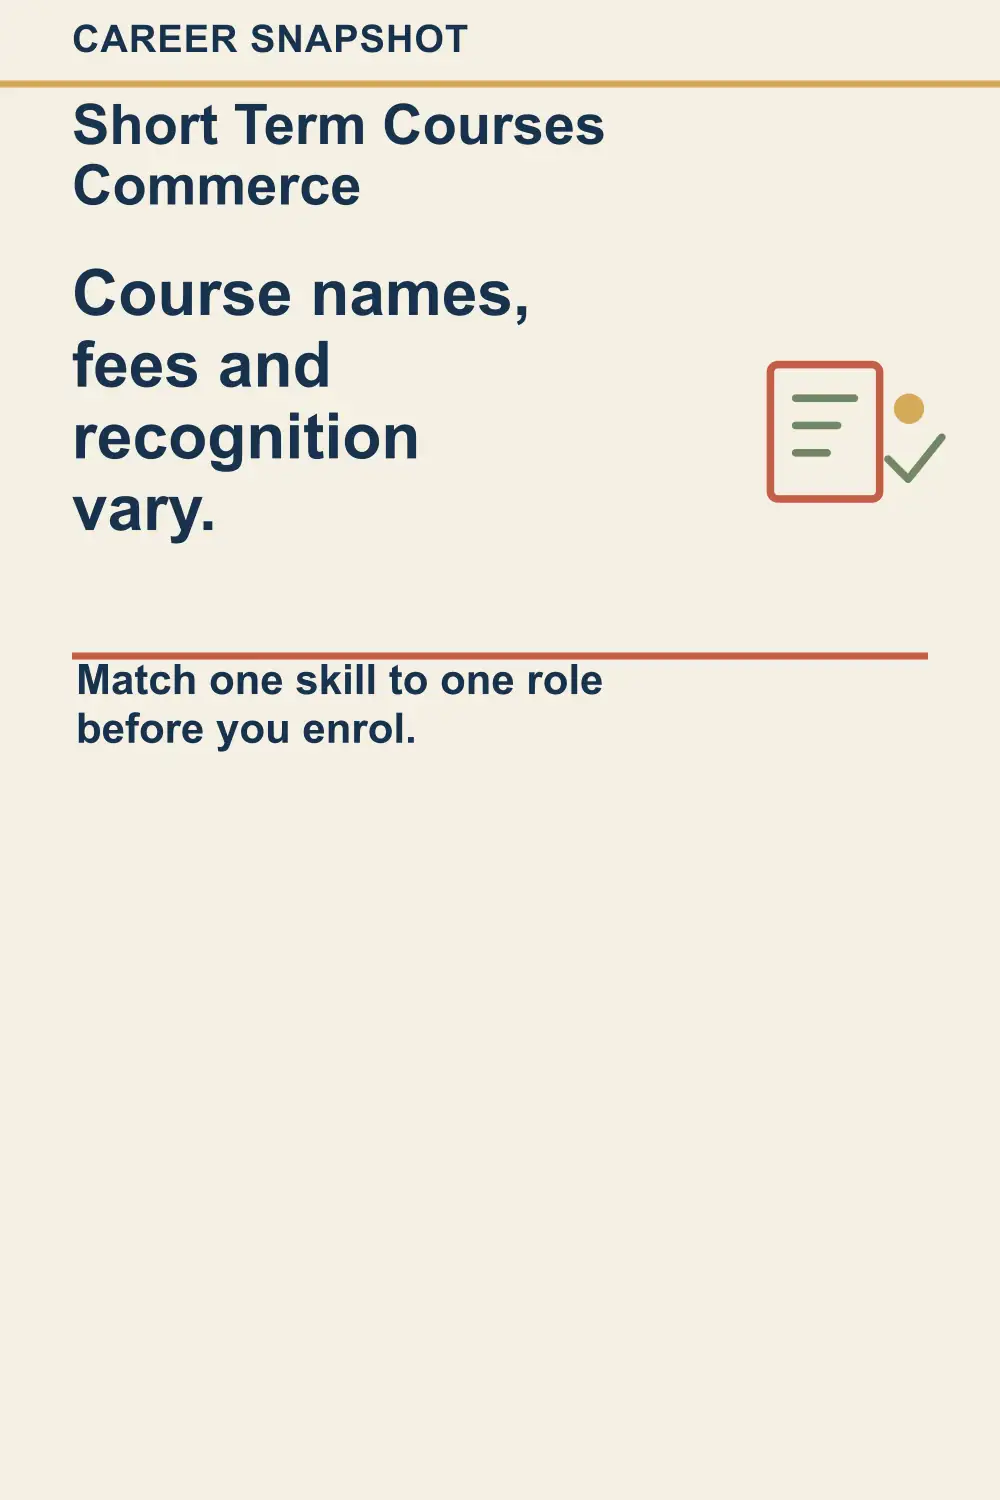 CAREER SNAPSHOT
Short Term Courses
Commerce
Course names,
fees and
recognition
vary.
Match one skill to one role
before you enrol.